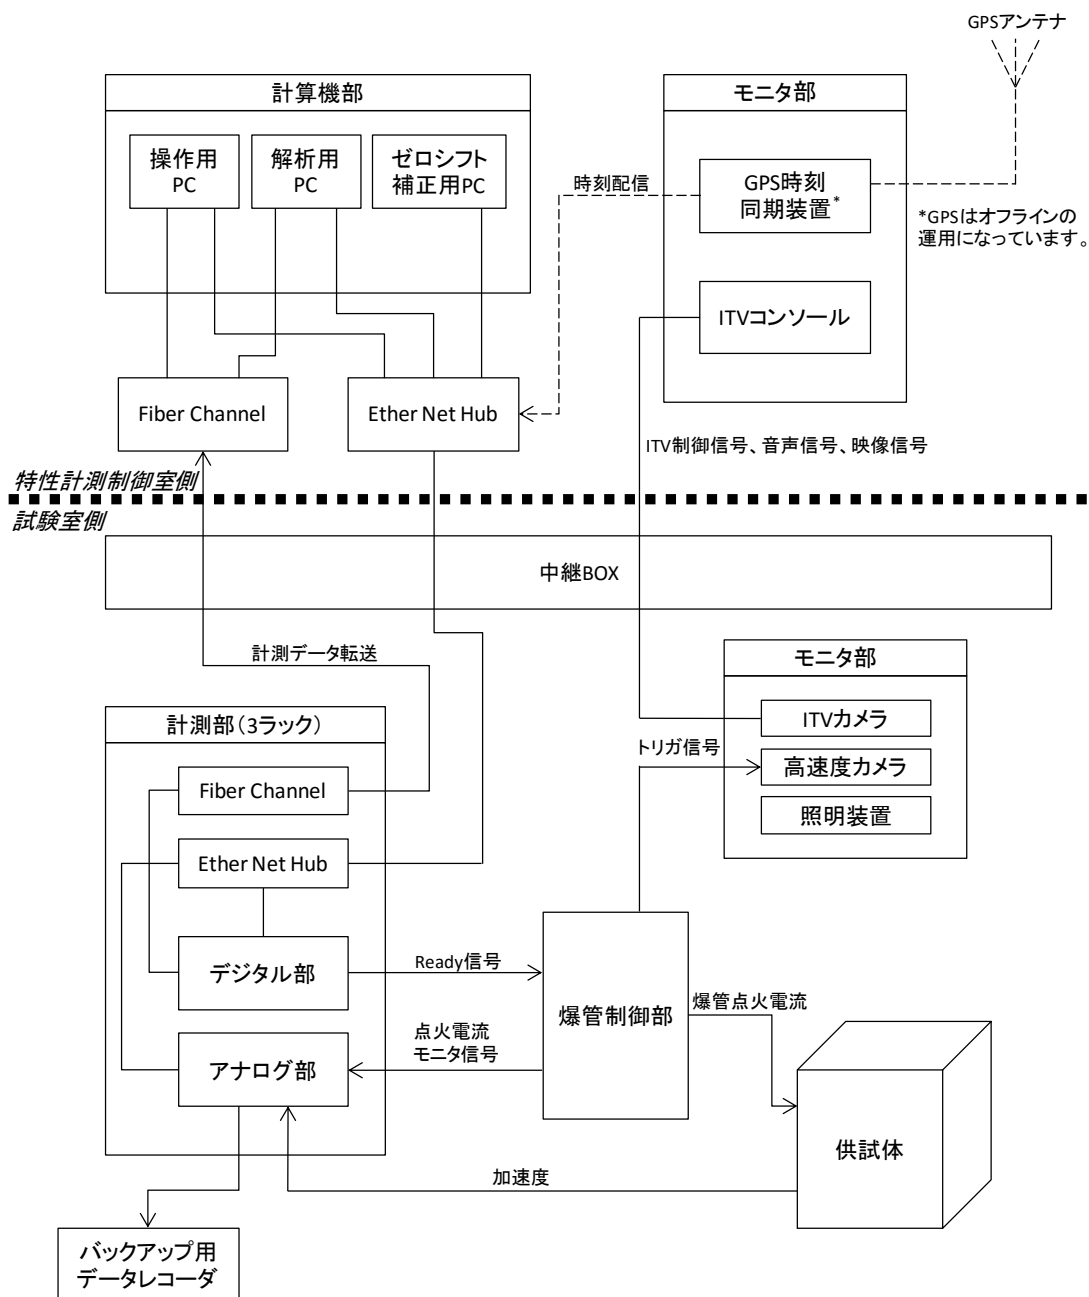 GPSアンテナ
計算機部
操作用
PC
解析用
PC
ゼロシフト
補正用PC
モニタ部
時刻配信
GPS時刻
同期装置*
*GPSはオフラインの
運用になっています。
ITVコンソール
Fiber Channel
Ether Net Hub
ITV制御信号、音声信号、映像信号
特性計測制御室側
試験室側
中継BOX
計測データ転送
モニタ部
ITVカメラ
高速度カメラ
照明装置
トリガ信号
計測部(3ラック)
Fiber Channel
Ether Net Hub
デジタル部
アナログ部
Ready信号
点火電流
モニタ信号
爆管制御部
爆管点火電流
供試体
加速度
バックアップ用
データレコーダ